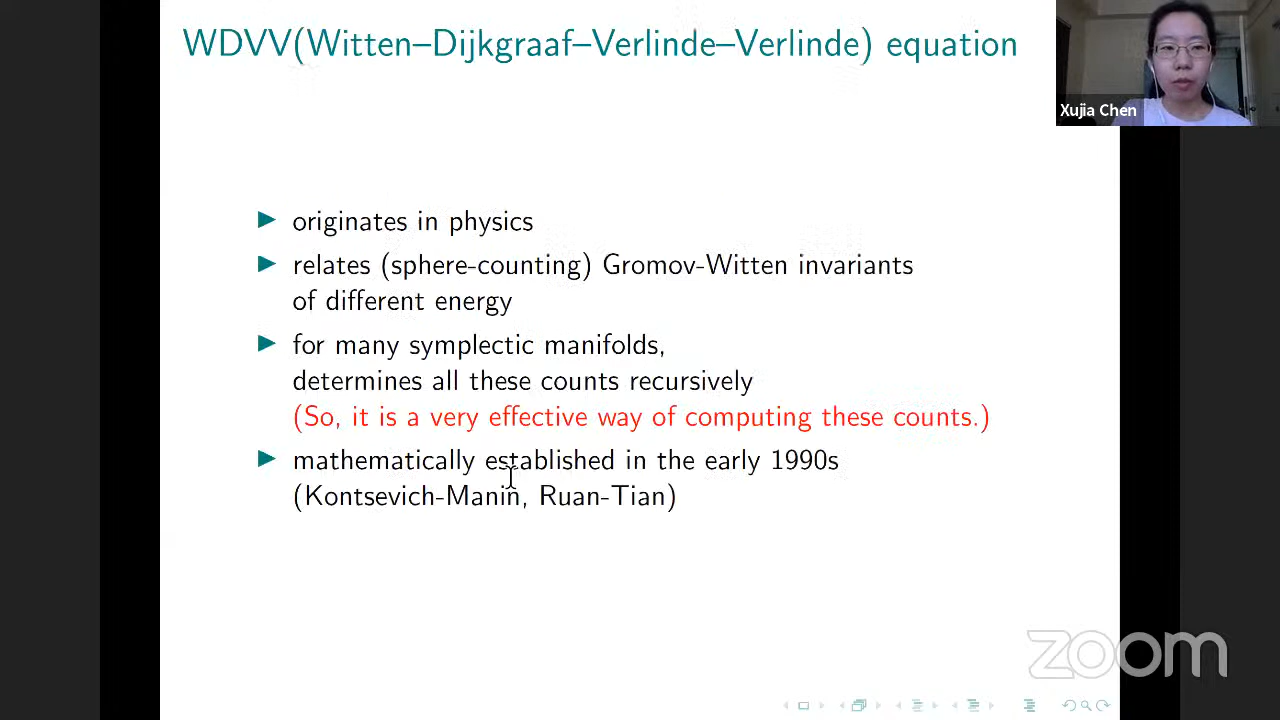 WDVV(Witten–Dijkgraaf–Verlinde–Verlinde) equation
Xujia Chen
originates in physics
relates (sphere-counting) Gromov-Witten invariants
of different energy
for many symplectic manifolds,
determines all these counts recursively
(So, it is a very effective way of computing these counts.)
mathematically established in the early 1990s
(Kontsevich-Manin, Ruan-Tian)
zoom